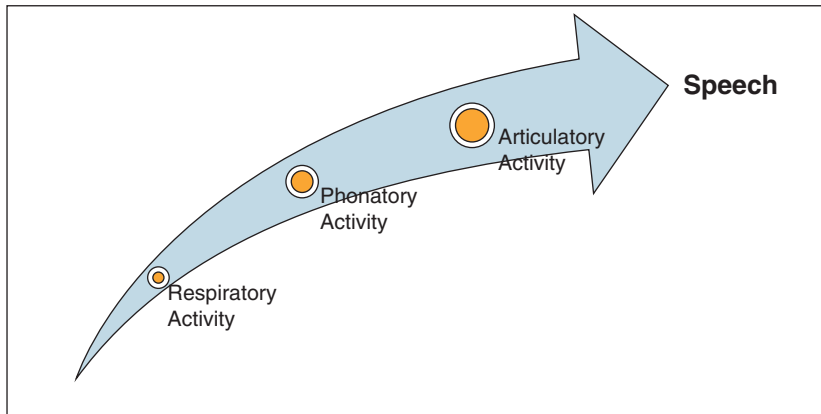 Speech
Articulatory
Activity
Phonatory
Activity
Respiratory
Activity